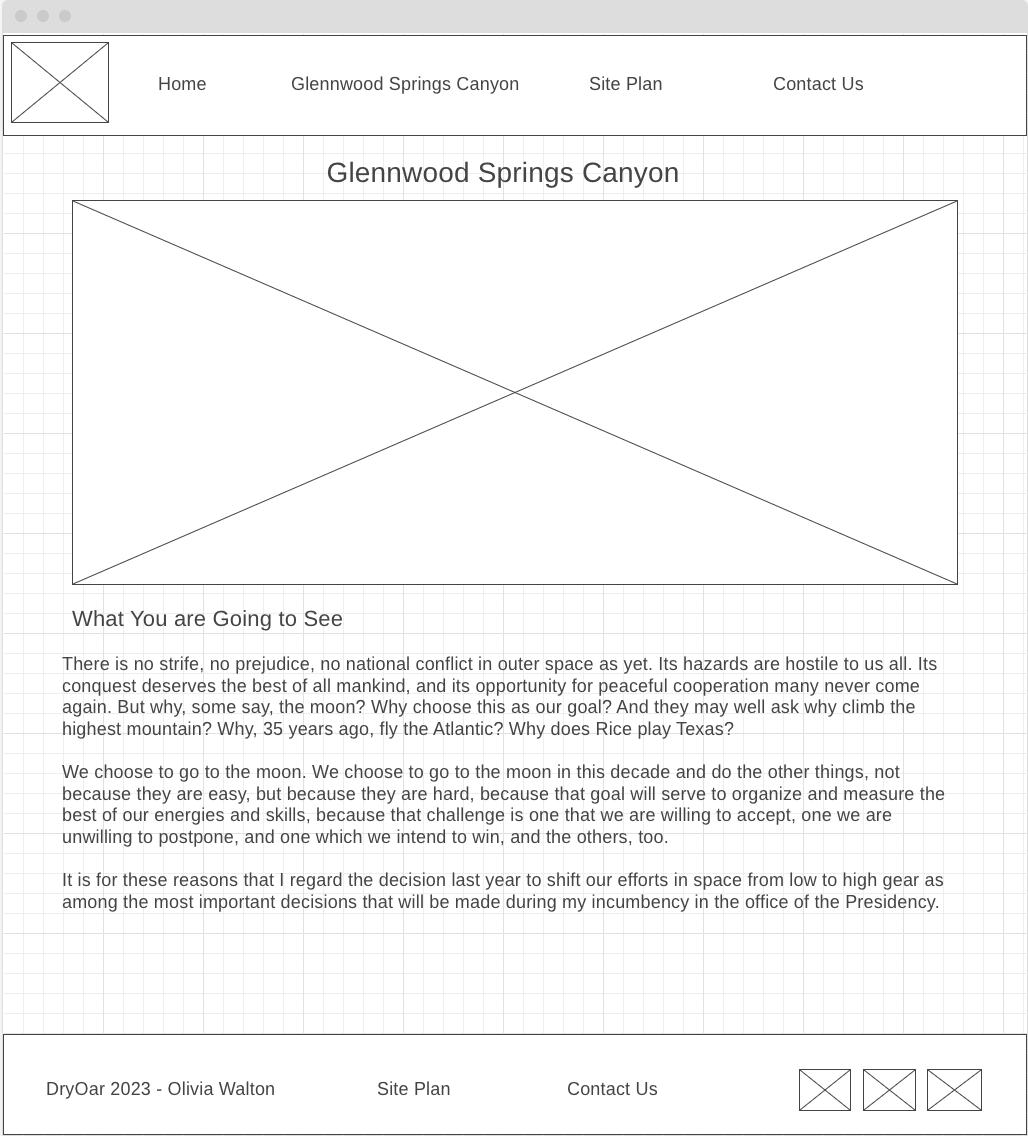 Home Glennwood Springs Canyon Site Plan Contact Us
Glennwood Springs Canyon
What You are Going to See
There is no strife, no prejudice, no national conflict in outer space as yet. Its hazards are hostile to us all. Its
conquest deserves the best of all mankind, and its opportunity for peaceful cooperation many never come
again. But why, some say, the moon? Why choose this as our goal? And they may well ask why climb the
highest mountain? Why, 35 years ago, fly the Atlantic? Why does Rice play Texas?
We choose to go to the moon. We choose to go to the moon in this decade and do the other things, not
because they are easy, but because they are hard, because that goal will serve to organize and measure the
best of our energies and skills, because that challenge is one that we are willing to accept, one we are
unwilling to postpone, and one which we intend to win, and the others, too.
It is for these reasons that I regard the decision last year to shift our efforts in space from low to high gear as
among the most important decisions that will be made during my incumbency in the office of the Presidency.
DryOar 2023 - Olivia Walton Site Plan Contact Us